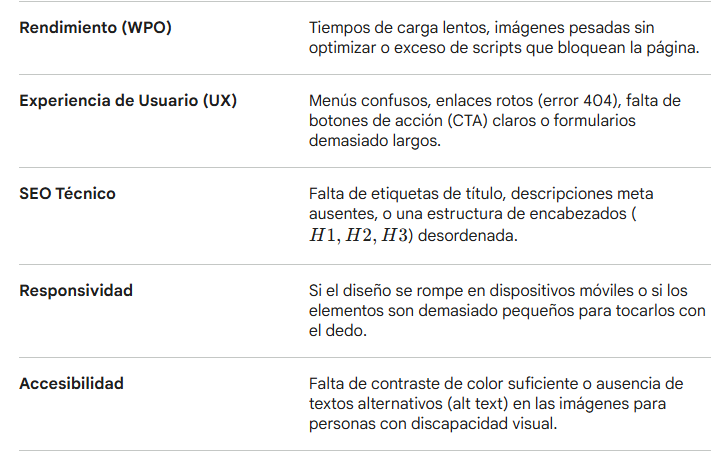 Rendimiento (WPO)
Tiempos de carga lentos, imágenes pesadas sin
optimizar o exceso de scripts que bloquean la página.
Experiencia de Usuario (UX)
Menús confusos, enlaces rotos (error 404), falta de
botones de acción (CTA) claros o formularios
demasiado largos.
SEO Técnico
Falta de etiquetas de título, descripciones meta
ausentes, o una estructura de encabezados (
H1, H2, H3) desordenada.
Responsividad
Si el diseño se rompe en dispositivos móviles o si los
elementos son demasiado pequeños para tocarlos con
el dedo.
Accesibilidad
Falta de contraste de color suficiente o ausencia de
textos alternativos (alt text) en las imágenes para
personas con discapacidad visual.